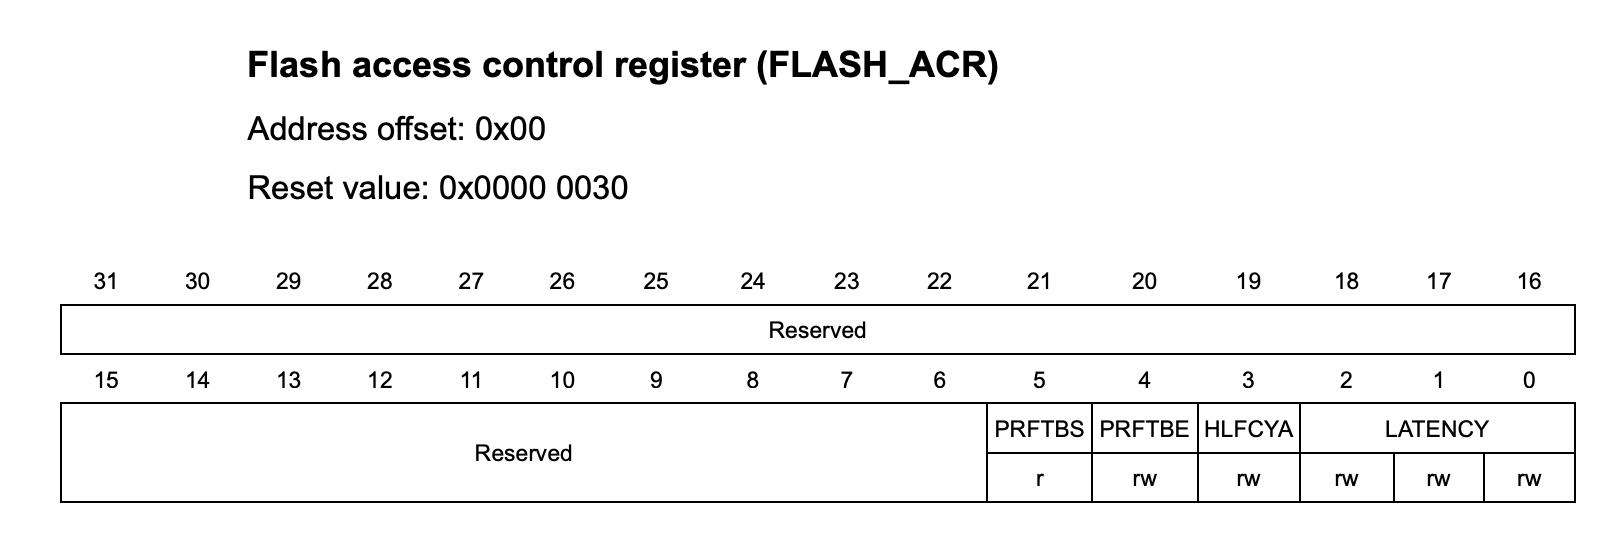 Flash access control register (FLASH_ACR)
Address offset: 0x00
Reset value: 0x0000 0030
31 30 29 28 27 26 25 24 23 22 21 20 19 18 17 16
Reserved
15 14 13 12 11 10 9 8 7 6 5 4 3 2 1 0
Reserved PRFTBS PRFTBE HLFCYA LATENCY
r rw rw rw rw rw